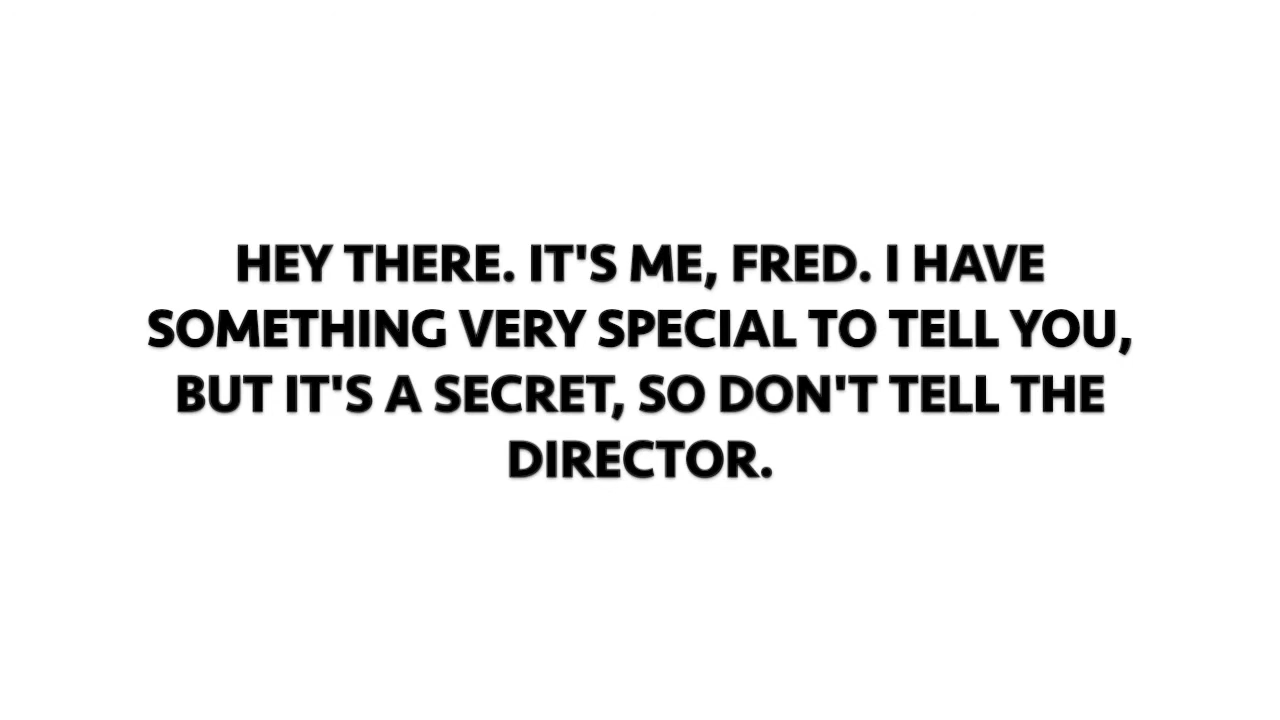 HEY THERE. IT'S ME, FRED. I HAVE
SOMETHING VERY SPECIAL TO TELL YOU,
BUT IT'S A SECRET, SO DON'T TELL THE
DIRECTOR.